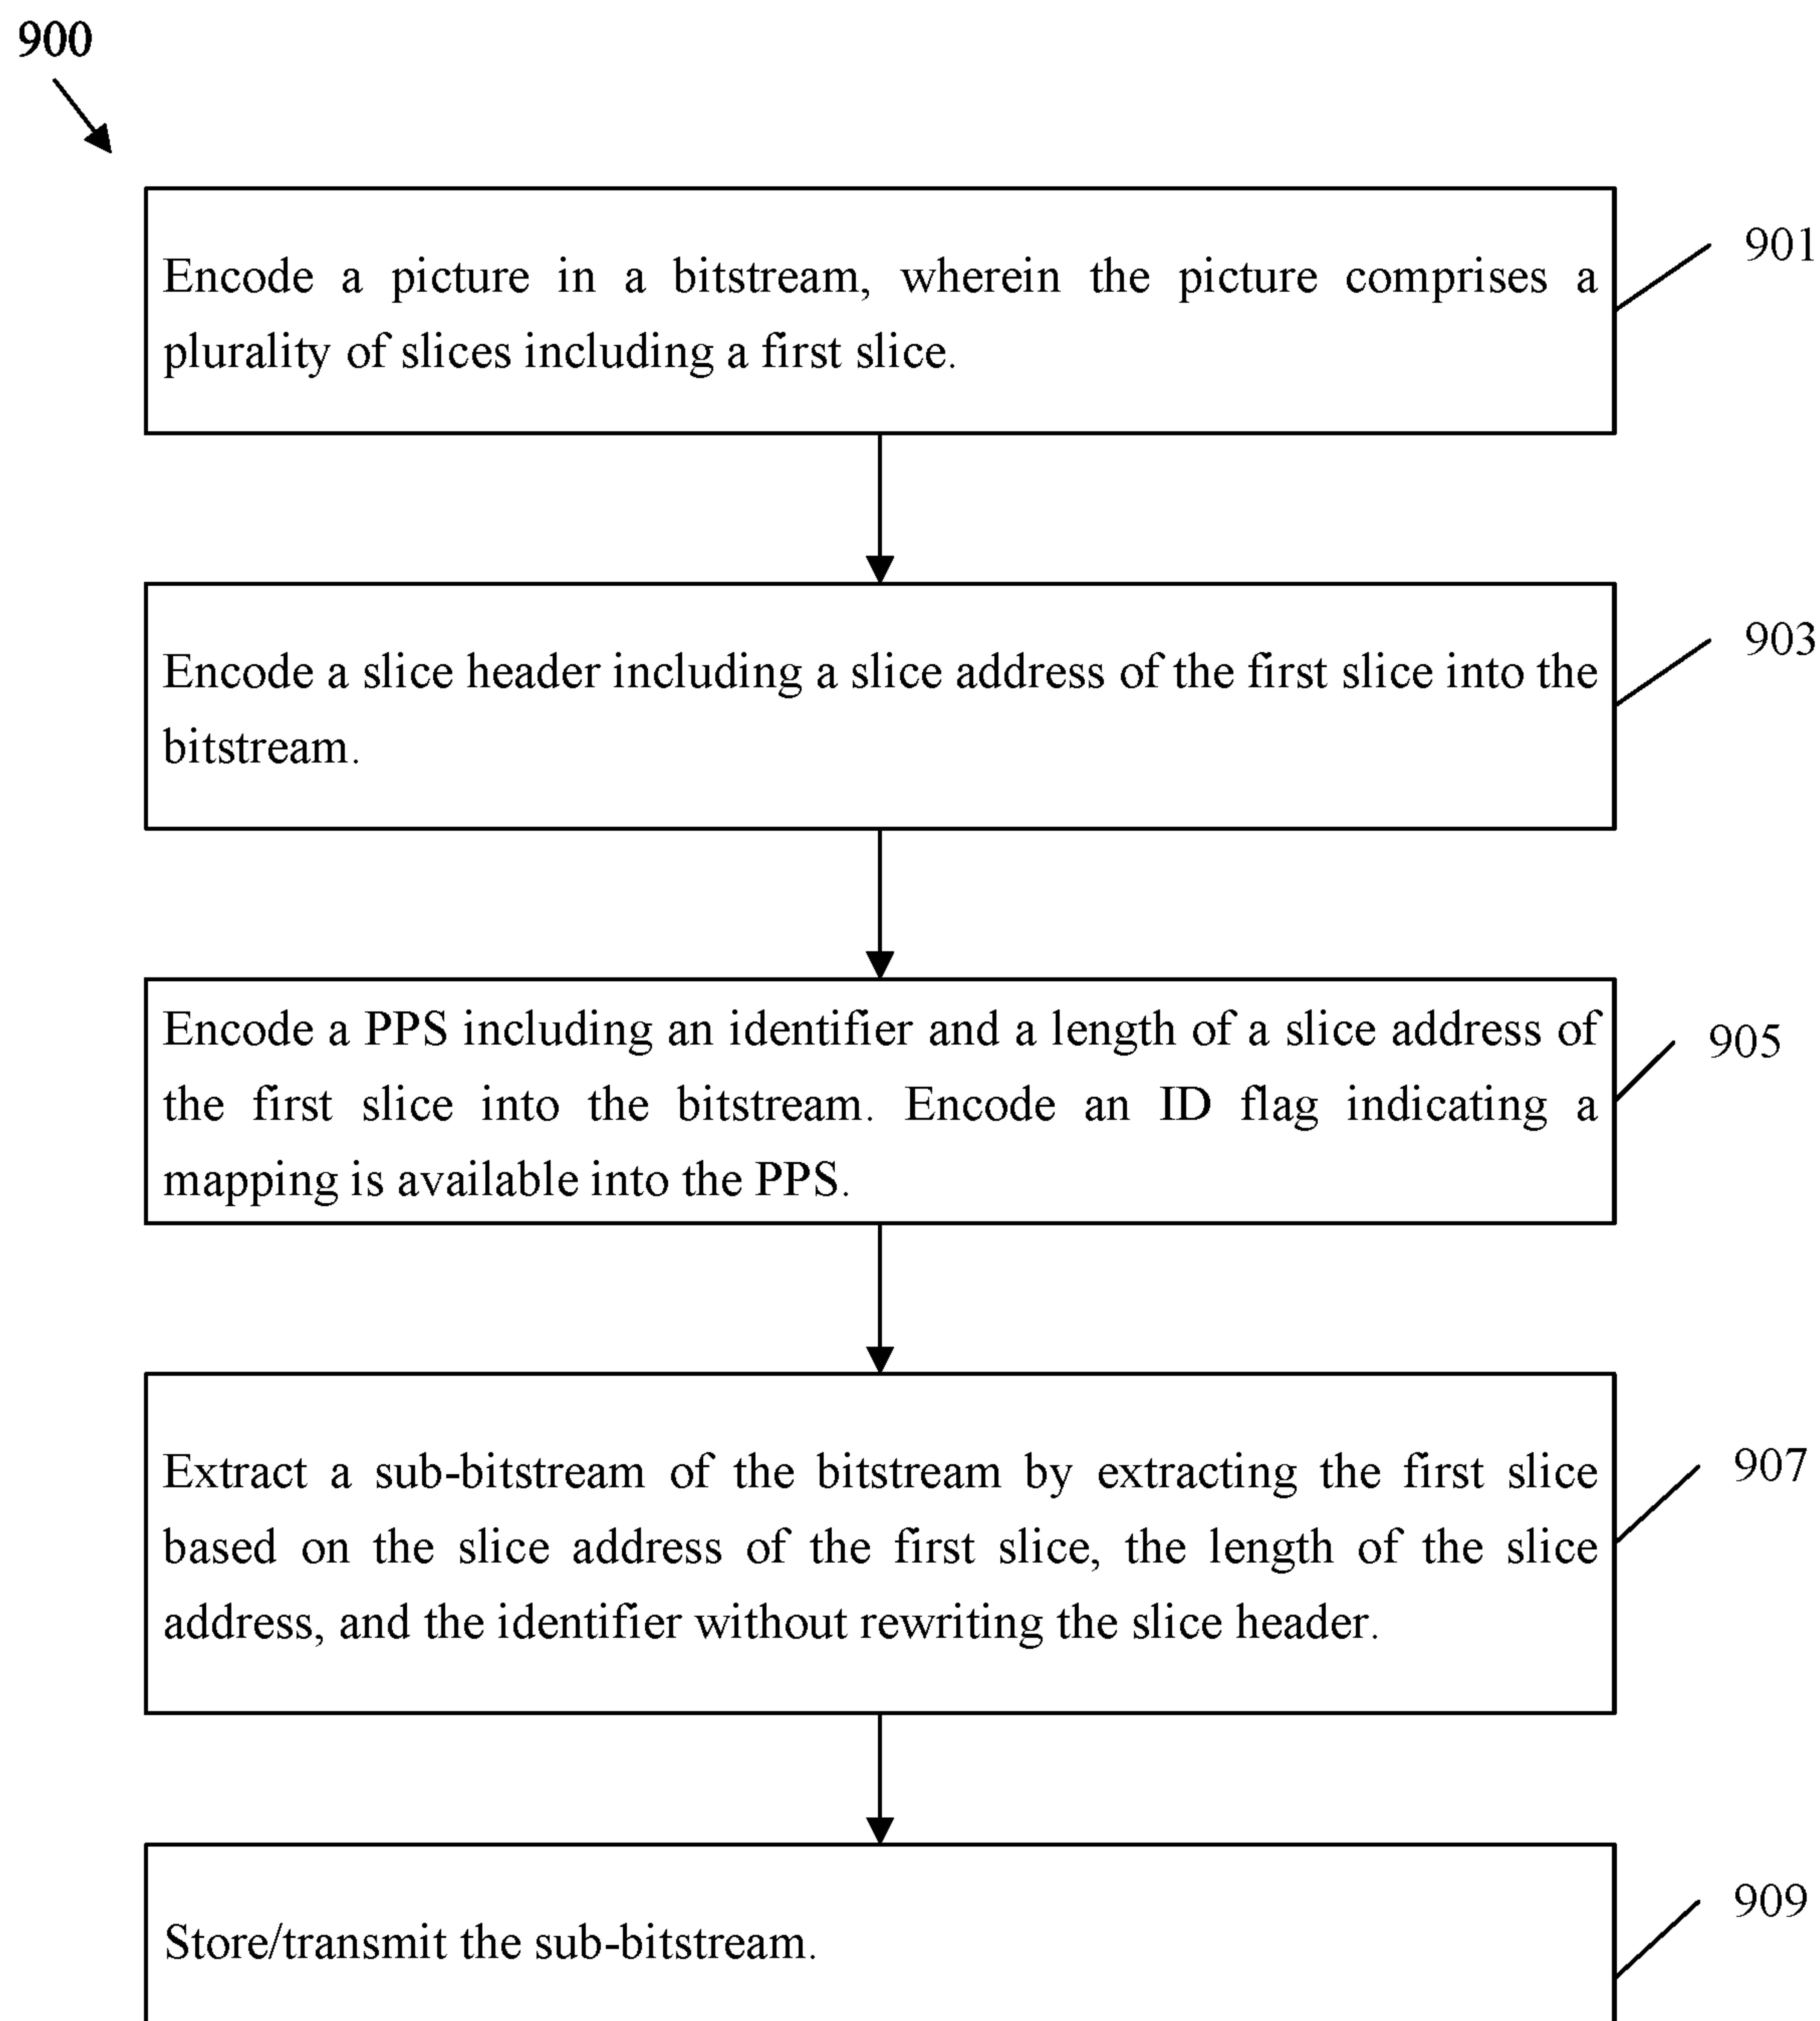 900
901
Encode a picture in a bitstream, wherein the picture comprises a
plurality of slices including a first slice.
903
Encode a slice header including a slice address of the first slice into the
bitstream.
905
Encode a PPS including an identifier and a length of a slice address of
the first slice into the bitstream. Encode an ID flag indicating a
mapping is available into the PPS.
907
Extract a sub-bitstream of the bitstream by extracting the first slice
based on the slice address of the first slice, the length of the slice
address, and the identifier without rewriting the slice header.
909
Store/transmit the sub-bitstream.